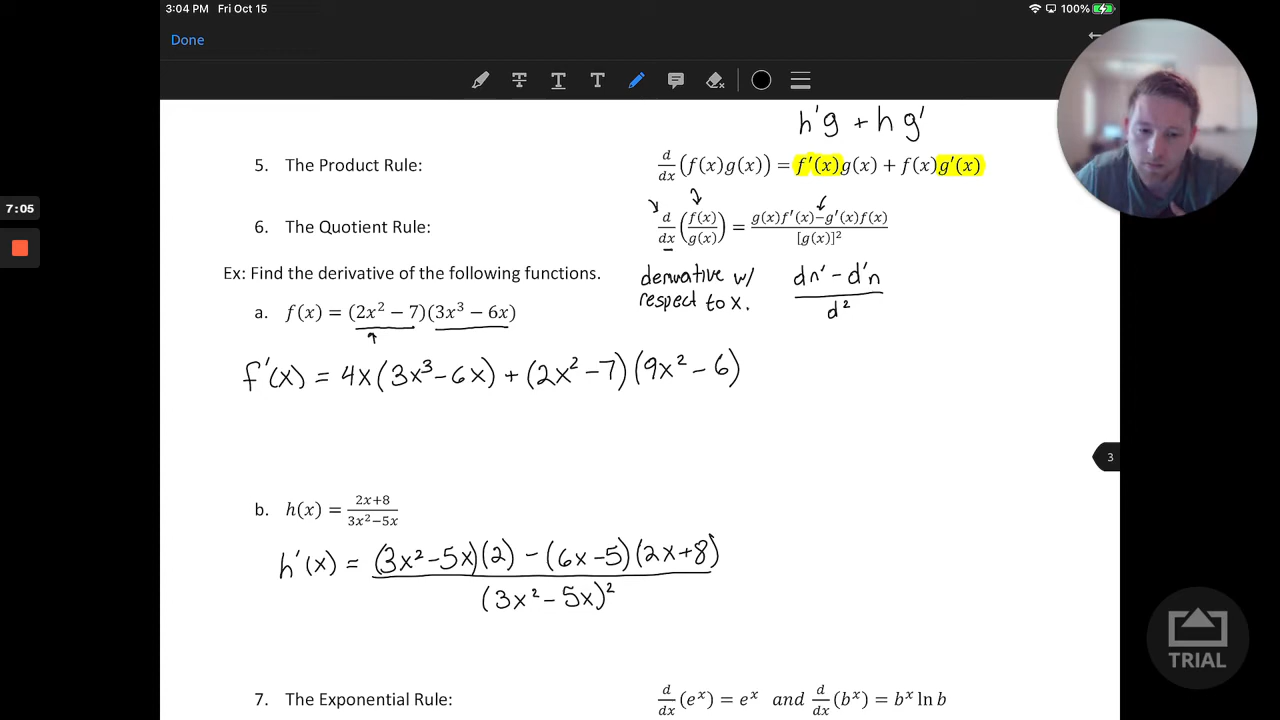 3:04 PM Fri Oct 15
100%
Done
T T T
h'g + h g'
5. The Product Rule: d/dx (f(x)g(x)) = f′(x)g(x) + f(x)g′(x)
7:05
6. The Quotient Rule: d/dx (f(x)/g(x)) = (g(x)f′(x)−g′(x)f(x))/[g(x)]²
Ex: Find the derivative of the following functions.
derivative w/
respect to x.
(dn' − d'n)/d²
a. f(x) = (2x² − 7)(3x³ − 6x)
f'(x) = 4x(3x³ − 6x) + (2x² − 7)(9x² − 6)
3
b. h(x) = (2x+8)/(3x²−5x)
h'(x) = ((3x² − 5x)(2) − (6x − 5)(2x + 8))/(3x² − 5x)²
TRIAL
7. The Exponential Rule: d/dx (eˣ) = eˣ and d/dx (bˣ) = bˣ ln b